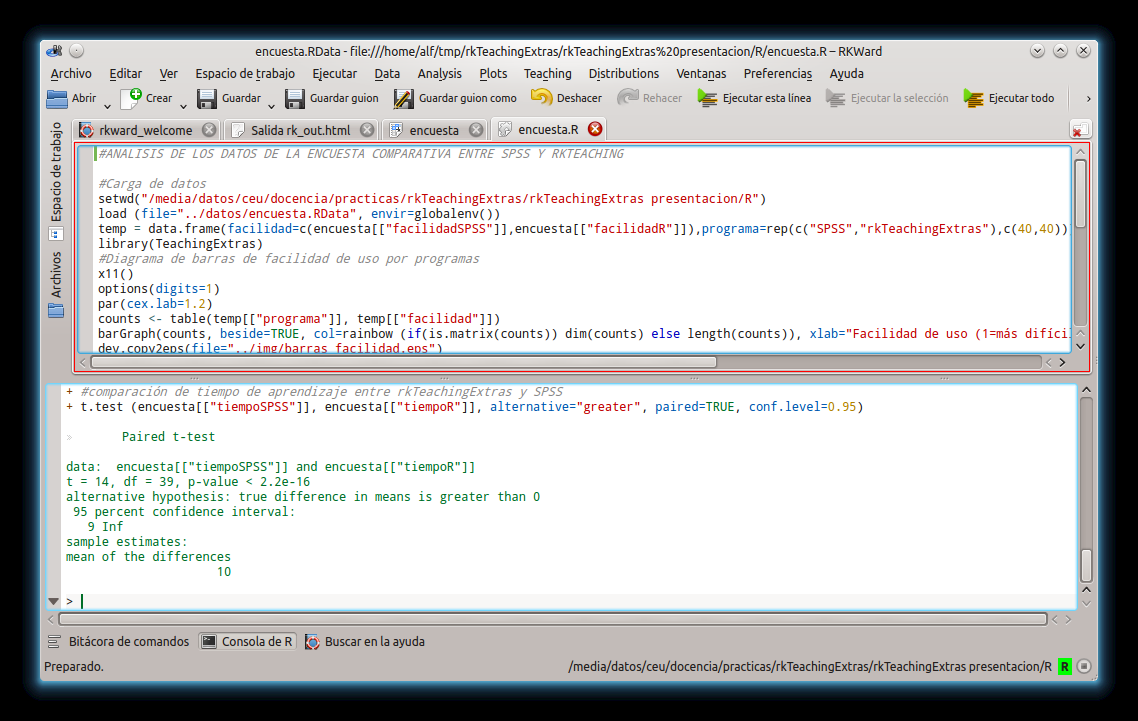 encuesta.RData - file:///home/alf/tmp/rkTeachingExtras/rkTeachingExtras%20presentacion/R/encuesta.R – RKWard
Archivo Editar Ver Espacio de trabajo Ejecutar Data Analysis Plots Teaching Distributions Ventanas Preferencias Ayuda
Abrir Crear Guardar Guardar guion Guardar guion como Deshacer Rehacer Ejecutar esta línea Ejecutar la selección Ejecutar todo
rkward_welcome Salida rk_out.html encuesta encuesta.R
Espacio de trabajo
Archivos
#ANALISIS DE LOS DATOS DE LA ENCUESTA COMPARATIVA ENTRE SPSS Y RKTEACHING
#Carga de datos
setwd("/media/datos/ceu/docencia/practicas/rkTeachingExtras/rkTeachingExtras presentacion/R")
load (file="../datos/encuesta.RData", envir=globalenv())
temp = data.frame(facilidad=c(encuesta[["facilidadSPSS"]],encuesta[["facilidadR"]]),programa=rep(c("SPSS","rkTeachingExtras"),c(40,40))
library(TeachingExtras)
#Diagrama de barras de facilidad de uso por programas
x11()
options(digits=1)
par(cex.lab=1.2)
counts <- table(temp[["programa"]], temp[["facilidad"]])
barGraph(counts, beside=TRUE, col=rainbow (if(is.matrix(counts)) dim(counts) else length(counts)), xlab="Facilidad de uso (1=más difíci
dev.copy2eps(file="../img/barras_facilidad.eps")
+ #comparación de tiempo de aprendizaje entre rkTeachingExtras y SPSS
+ t.test (encuesta[["tiempoSPSS"]], encuesta[["tiempoR"]], alternative="greater", paired=TRUE, conf.level=0.95)
Paired t-test
data:  encuesta[["tiempoSPSS"]] and encuesta[["tiempoR"]]
t = 14, df = 39, p-value < 2.2e-16
alternative hypothesis: true difference in means is greater than 0
95 percent confidence interval:
9 Inf
sample estimates:
mean of the differences
10
>
Bitácora de comandos Consola de R Buscar en la ayuda
Preparado. /media/datos/ceu/docencia/practicas/rkTeachingExtras/rkTeachingExtras presentacion/R R